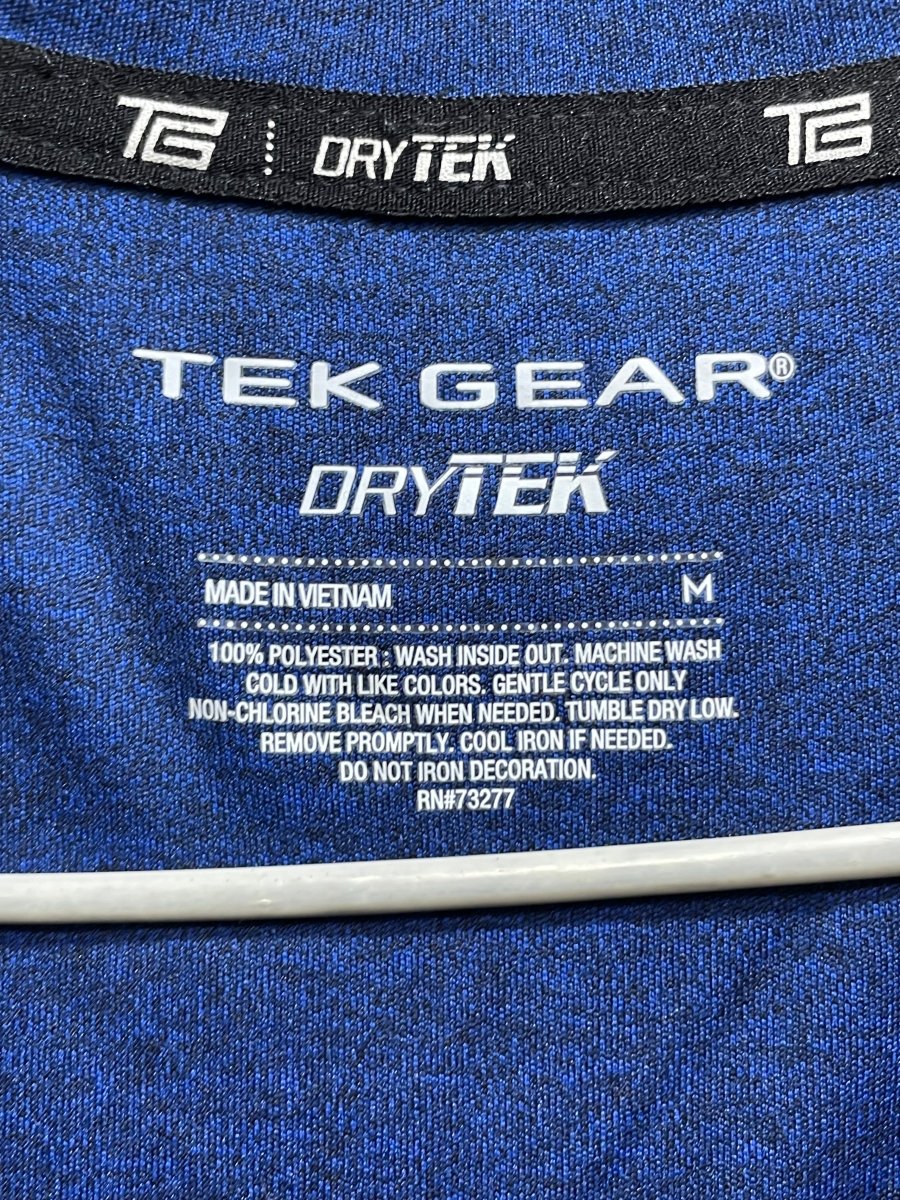 TG DRYTEK TG
TEK GEAR®
DRYTEK
MADE IN VIETNAM M
100% POLYESTER : WASH INSIDE OUT. MACHINE WASH
COLD WITH LIKE COLORS. GENTLE CYCLE ONLY
NON-CHLORINE BLEACH WHEN NEEDED. TUMBLE DRY LOW.
REMOVE PROMPTLY. COOL IRON IF NEEDED.
DO NOT IRON DECORATION.
RN#73277